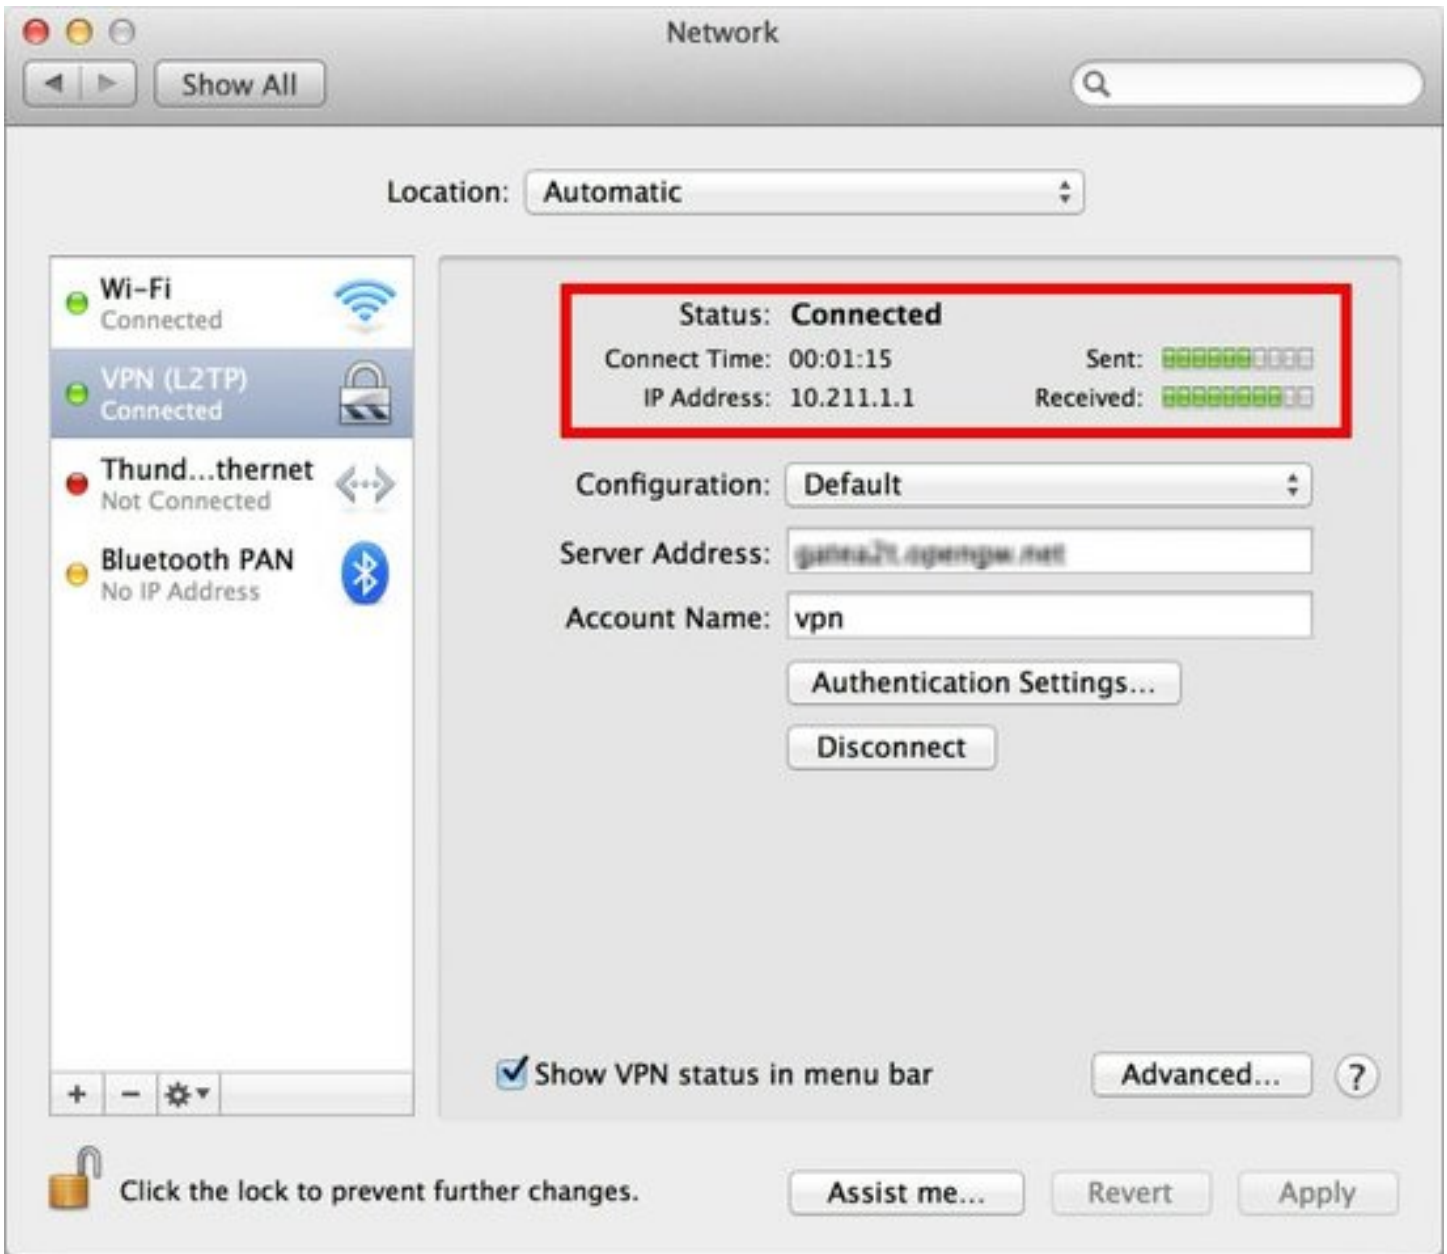 Network
Show All
Location: Automatic
Wi-Fi
Connected
VPN (L2TP)
Connected
Thund...thernet
Not Connected
Bluetooth PAN
No IP Address
Status: Connected
Connect Time: 00:01:15 Sent:
IP Address: 10.211.1.1 Received:
Configuration: Default
Server Address:
Account Name: vpn
Authentication Settings...
Disconnect
Show VPN status in menu bar
Advanced... ?
Click the lock to prevent further changes.
Assist me... Revert Apply